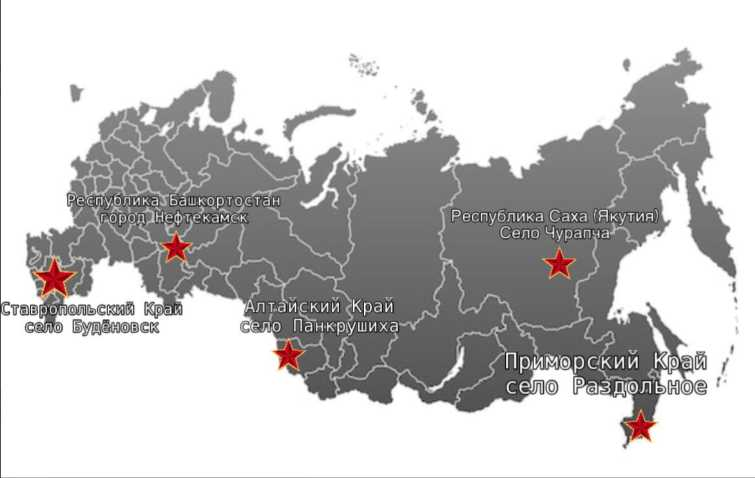 Республика Башкортостан
город Нефтекамск
Республика Саха (Якутия)
Село Чурапча
Ставропольский Край
село Будёновск
Алтайский Край
село Панкрушиха
Приморский Край
село Раздольное